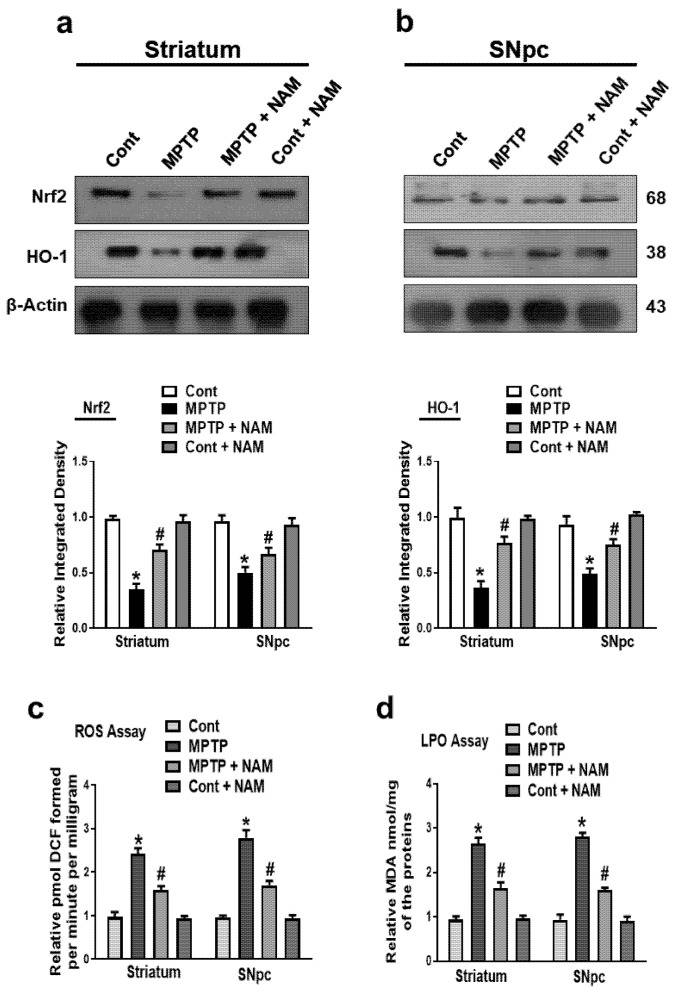 a
Striatum
Cont
MPTP
MPTP + NAM
Cont + NAM
Nrf2
HO-1
β-Actin
b
SNpc
Cont
MPTP
MPTP + NAM
Cont + NAM
68
38
43
Nrf2
Cont
MPTP
MPTP + NAM
Cont + NAM
Relative Integrated Density
1.5
1.0
0.5
0.0
*
#
*
#
Striatum
SNpc
HO-1
Cont
MPTP
MPTP + NAM
Cont + NAM
Relative Integrated Density
1.5
1.0
0.5
0.0
*
#
*
#
Striatum
SNpc
c
ROS Assay
Cont
MPTP
MPTP + NAM
Cont + NAM
Relative pmol DCF formed
per minute per milligram
4
3
2
1
0
*
#
*
#
Striatum
SNpc
d
LPO Assay
Cont
MPTP
MPTP + NAM
Cont + NAM
Relative MDA nmol/mg
of the proteins
4
3
2
1
0
*
#
*
#
Striatum
SNpc